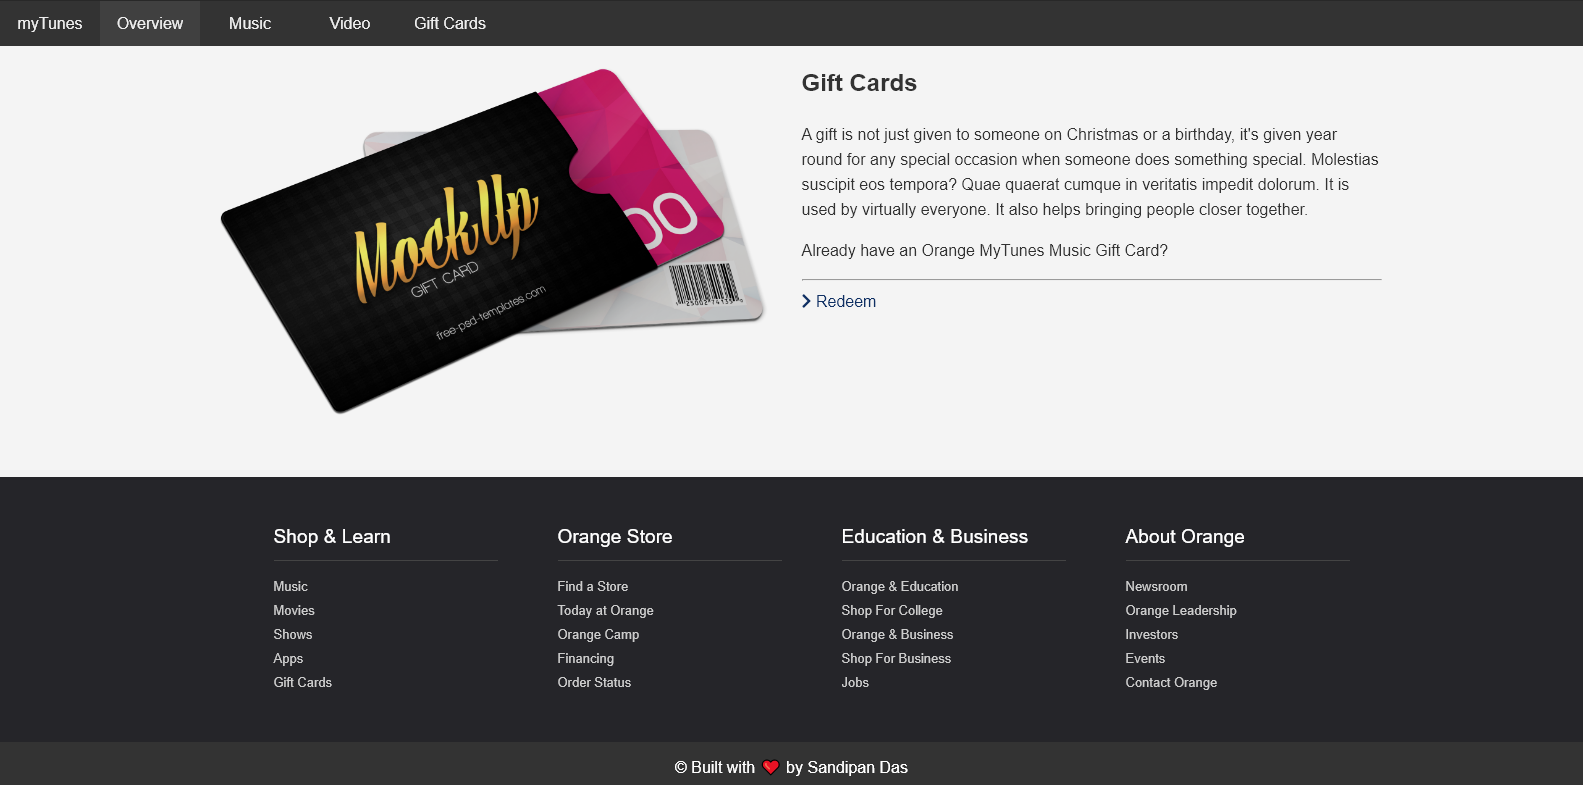 myTunes Overview Music Video Gift Cards
Mock Up
GIFT CARD
free-psd-templates.com
00
Gift Cards
A gift is not just given to someone on Christmas or a birthday, it's given year
round for any special occasion when someone does something special. Molestias
suscipit eos tempora? Quae quaerat cumque in veritatis impedit dolorum. It is
used by virtually everyone. It also helps bringing people closer together.
Already have an Orange MyTunes Music Gift Card?
Redeem
Shop & Learn
Music
Movies
Shows
Apps
Gift Cards
Orange Store
Find a Store
Today at Orange
Orange Camp
Financing
Order Status
Education & Business
Orange & Education
Shop For College
Orange & Business
Shop For Business
Jobs
About Orange
Newsroom
Orange Leadership
Investors
Events
Contact Orange
© Built with ❤ by Sandipan Das